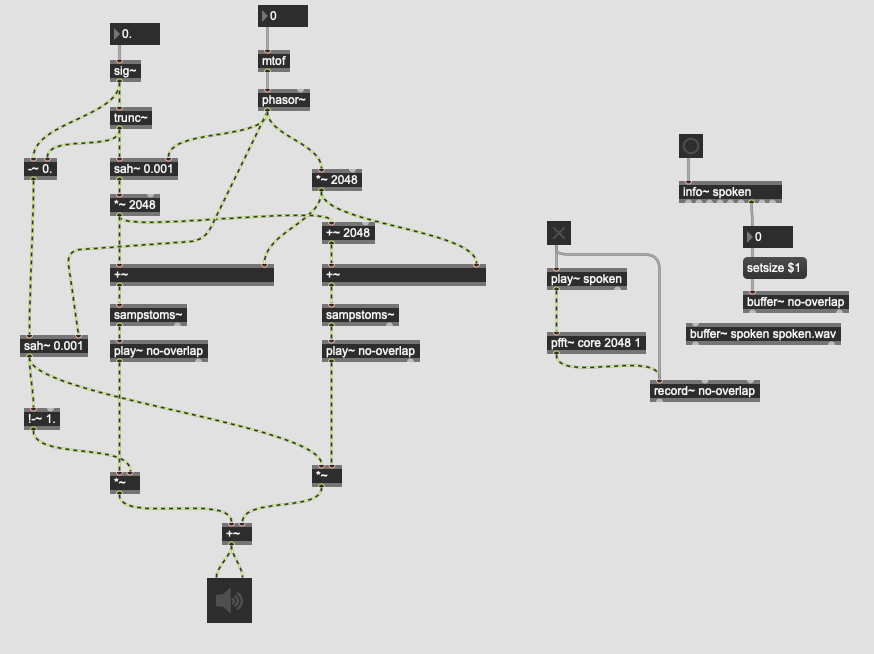 0
0.
mtof
sig~
phasor~
trunc~
-~ 0.
sah~ 0.001
*~ 2048
*~ 2048
+~ 2048
+~
+~
sampstoms~
sampstoms~
sah~ 0.001
play~ no-overlap
play~ no-overlap
!-~ 1.
*~
*~
+~
info~ spoken
0
play~ spoken
setsize $1
buffer~ no-overlap
buffer~ spoken spoken.wav
pfft~ core 2048 1
record~ no-overlap